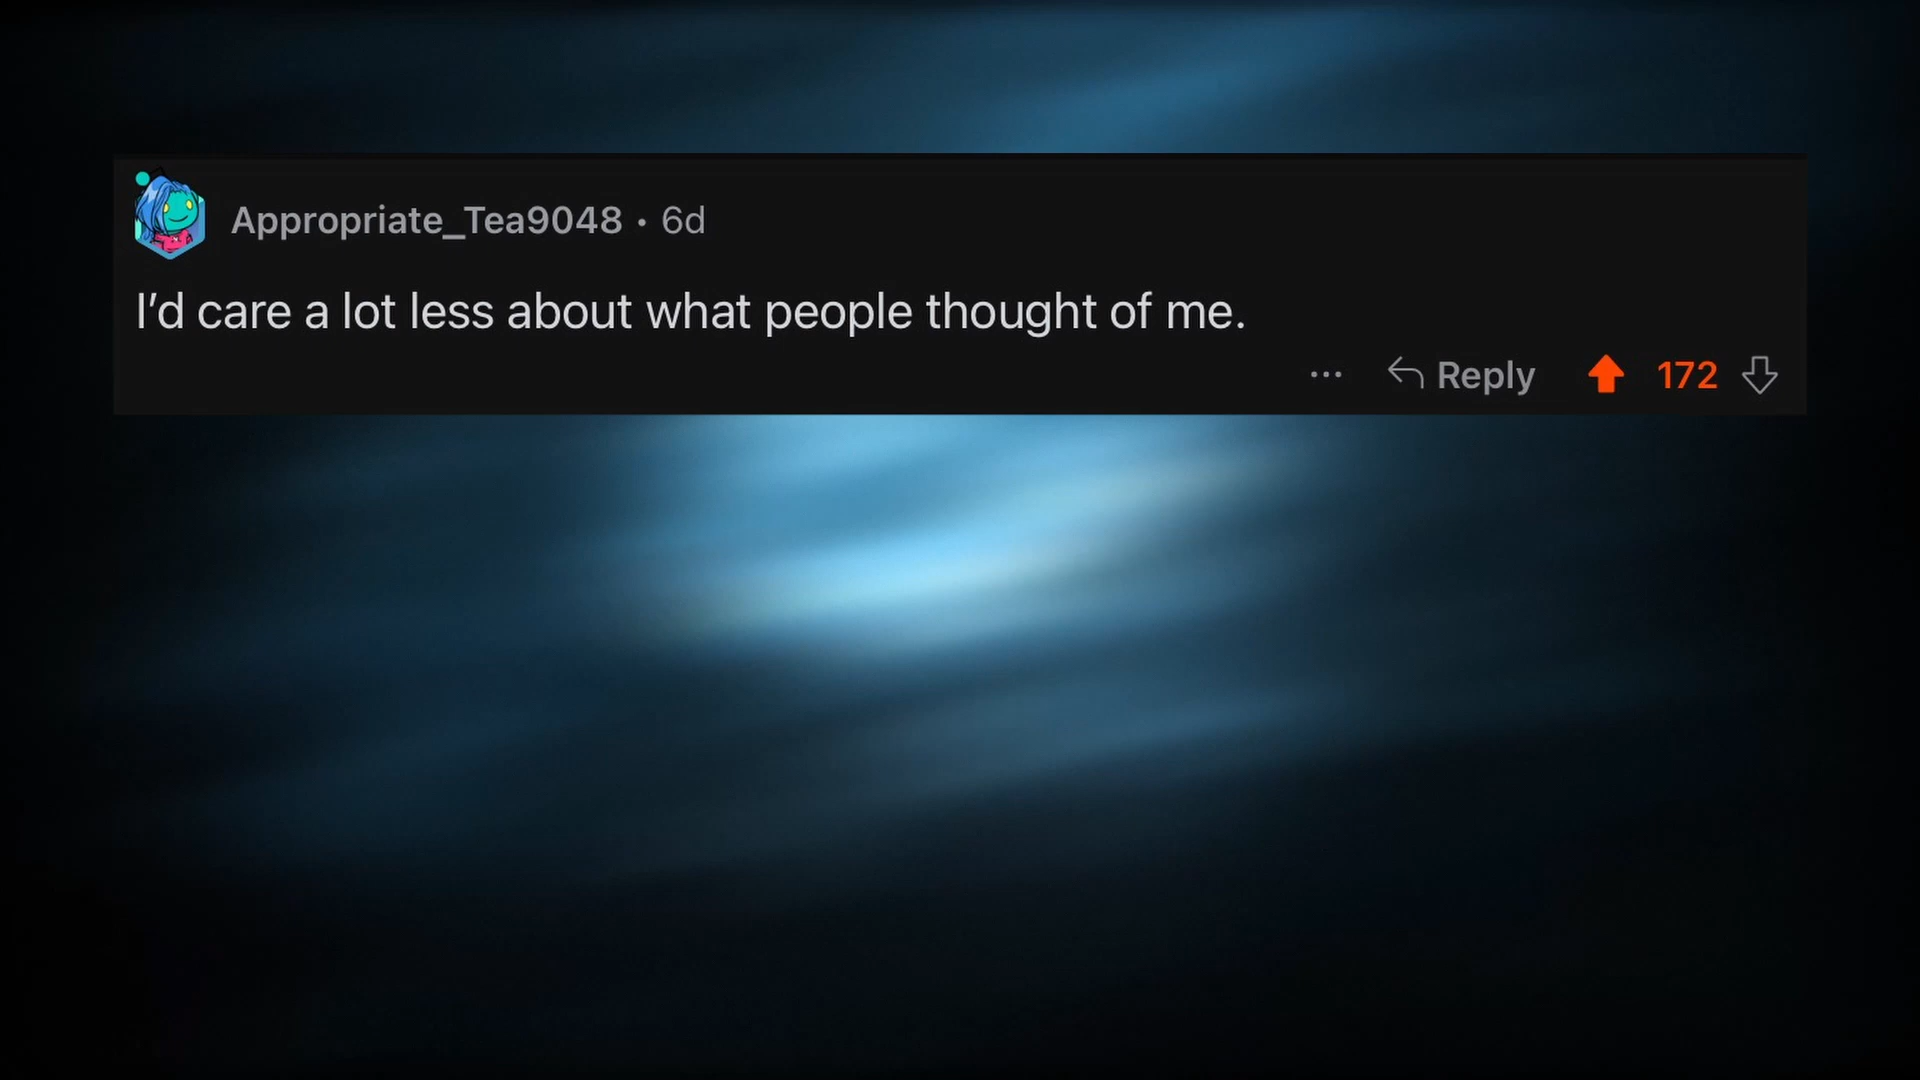 Appropriate_Tea9048 • 6d
I’d care a lot less about what people thought of me.
... Reply 172